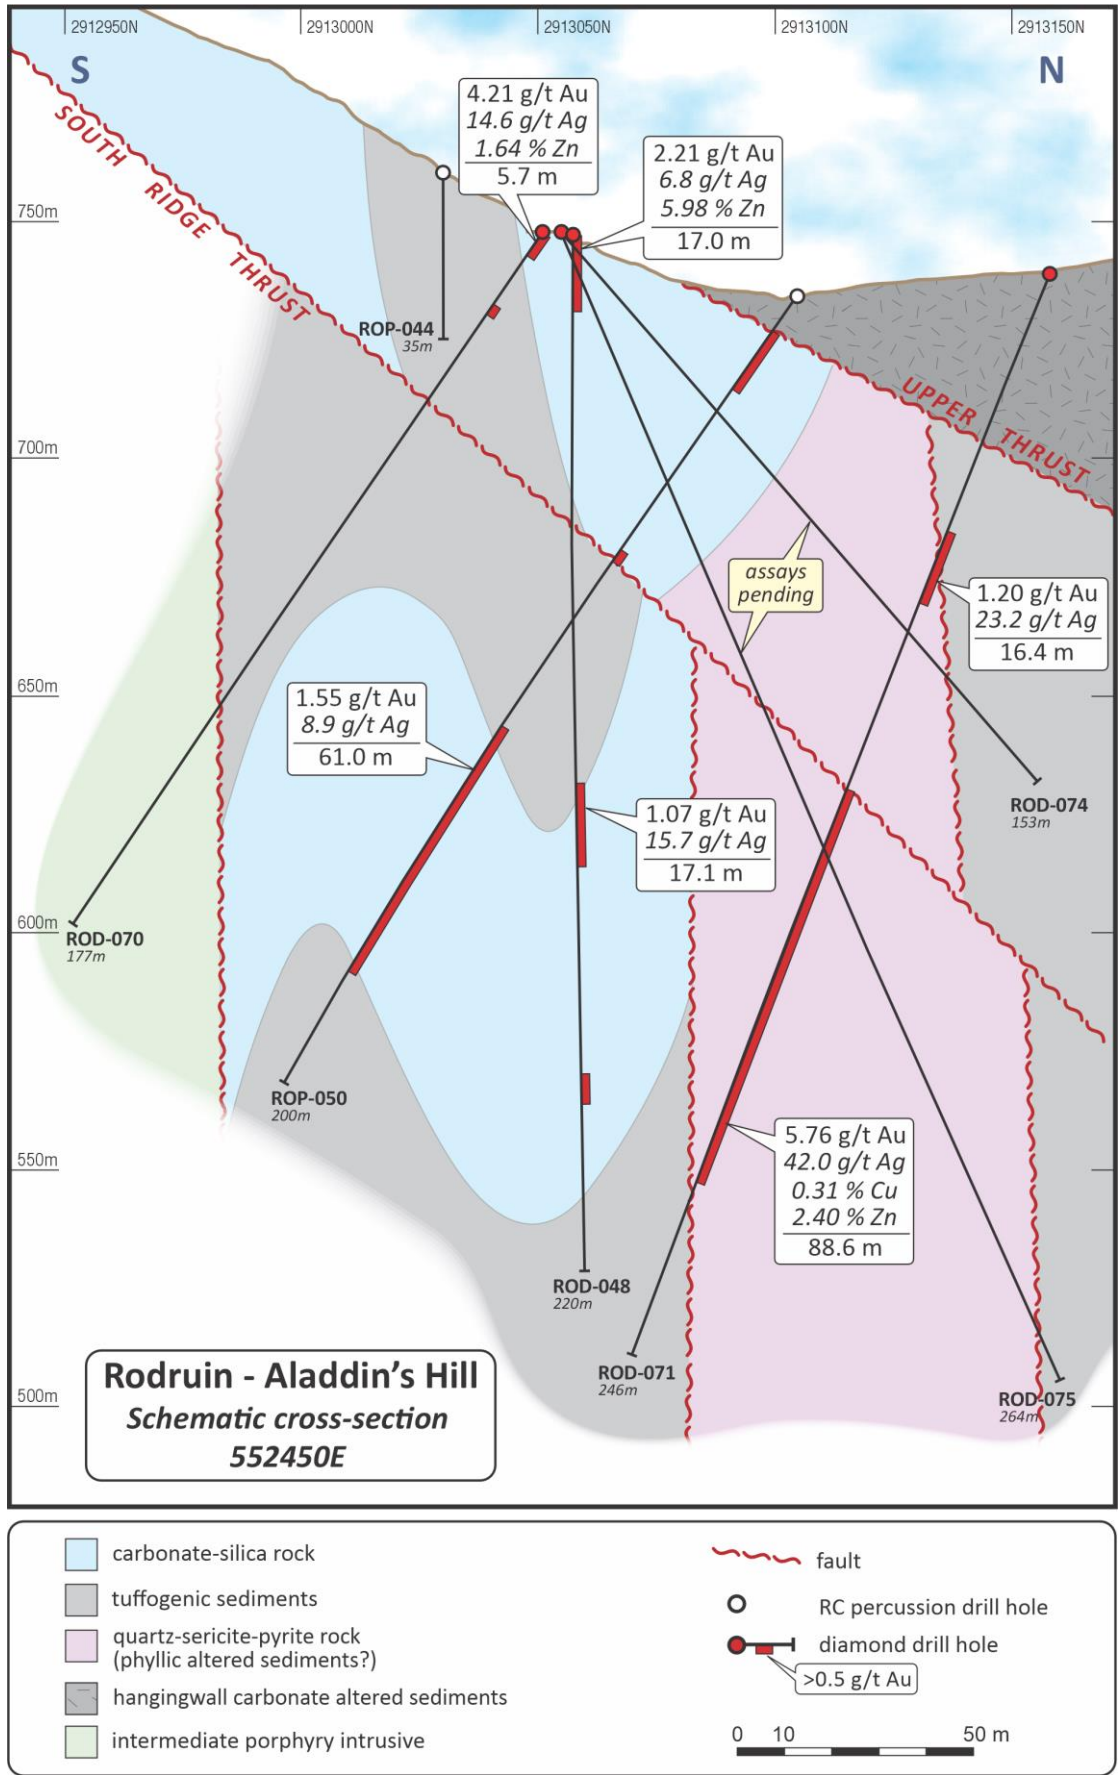 2912950N
2913000N
2913050N
2913100N
2913150N
S
N
4.21 g/t Au
14.6 g/t Ag
1.64 % Zn
5.7 m
2.21 g/t Au
6.8 g/t Ag
5.98 % Zn
17.0 m
SOUTH RIDGE THRUST
750m
ROP-044
35m
UPPER THRUST
700m
assays
pending
1.20 g/t Au
23.2 g/t Ag
16.4 m
650m
1.55 g/t Au
8.9 g/t Ag
61.0 m
1.07 g/t Au
15.7 g/t Ag
17.1 m
ROD-074
153m
600m
ROD-070
177m
ROP-050
200m
550m
5.76 g/t Au
42.0 g/t Ag
0.31 % Cu
2.40 % Zn
88.6 m
ROD-048
220m
ROD-071
246m
ROD-075
264m
500m
Rodruin - Aladdin's Hill
Schematic cross-section
552450E
carbonate-silica rock
tuffogenic sediments
quartz-sericite-pyrite rock
(phyllic altered sediments?)
hangingwall carbonate altered sediments
intermediate porphyry intrusive
fault
RC percussion drill hole
diamond drill hole
>0.5 g/t Au
0 10 50 m